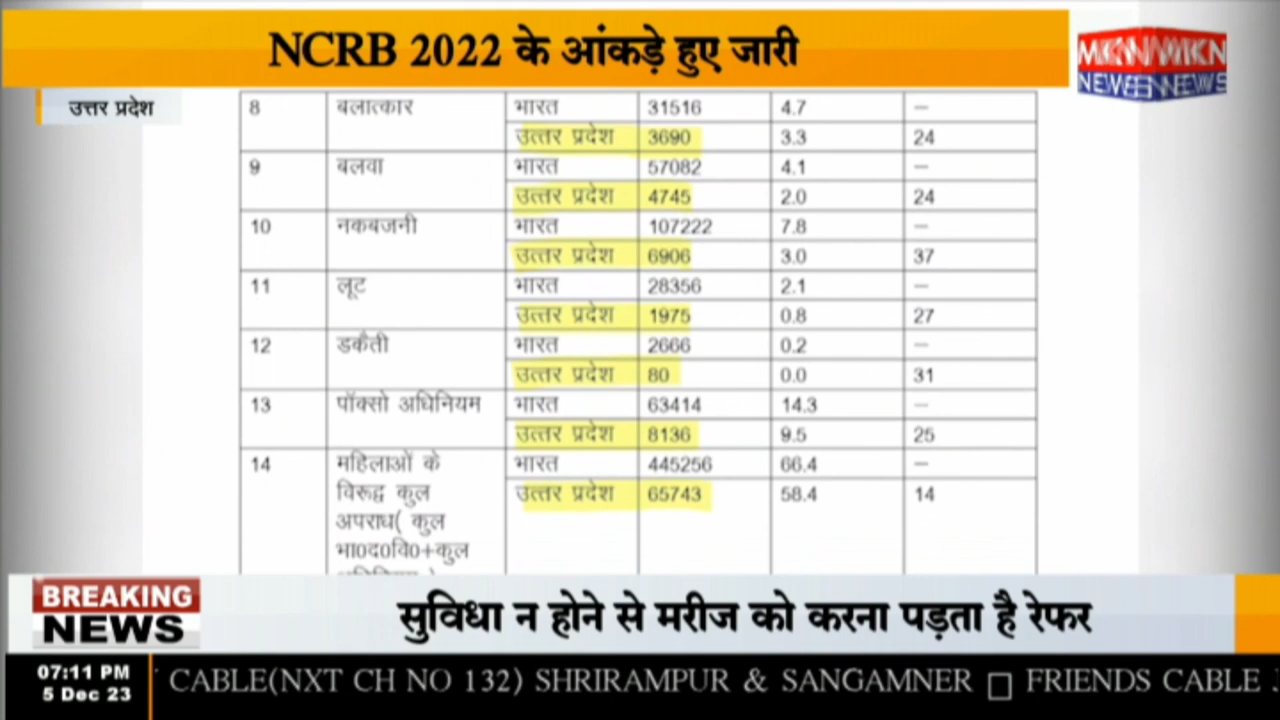 NCRB 2022 के आंकड़े हुए जारी
उत्तर प्रदेश
8 बलात्कार भारत 31516 4.7 —
उत्तर प्रदेश 3690 3.3 24
9 बलवा भारत 57082 4.1 —
उत्तर प्रदेश 4745 2.0 24
10 नकबजनी भारत 107222 7.8 —
उत्तर प्रदेश 6906 3.0 37
11 लूट भारत 28356 2.1 —
उत्तर प्रदेश 1975 0.8 27
12 डकैती भारत 2666 0.2 —
उत्तर प्रदेश 80 0.0 31
13 पॉक्सो अधिनियम भारत 63414 14.3 —
उत्तर प्रदेश 8136 9.5 25
14 महिलाओं के भारत 445256 66.4 —
विरूद्व कुल उत्तर प्रदेश 65743 58.4 14
अपराध( कुल
भा0द0वि0+कुल
BREAKING
NEWS
सुविधा न होने से मरीज को करना पड़ता है रेफर
07:11 PM
5 Dec 23
CABLE(NXT CH NO 132) SHRIRAMPUR & SANGAMNER □ FRIENDS CABLE